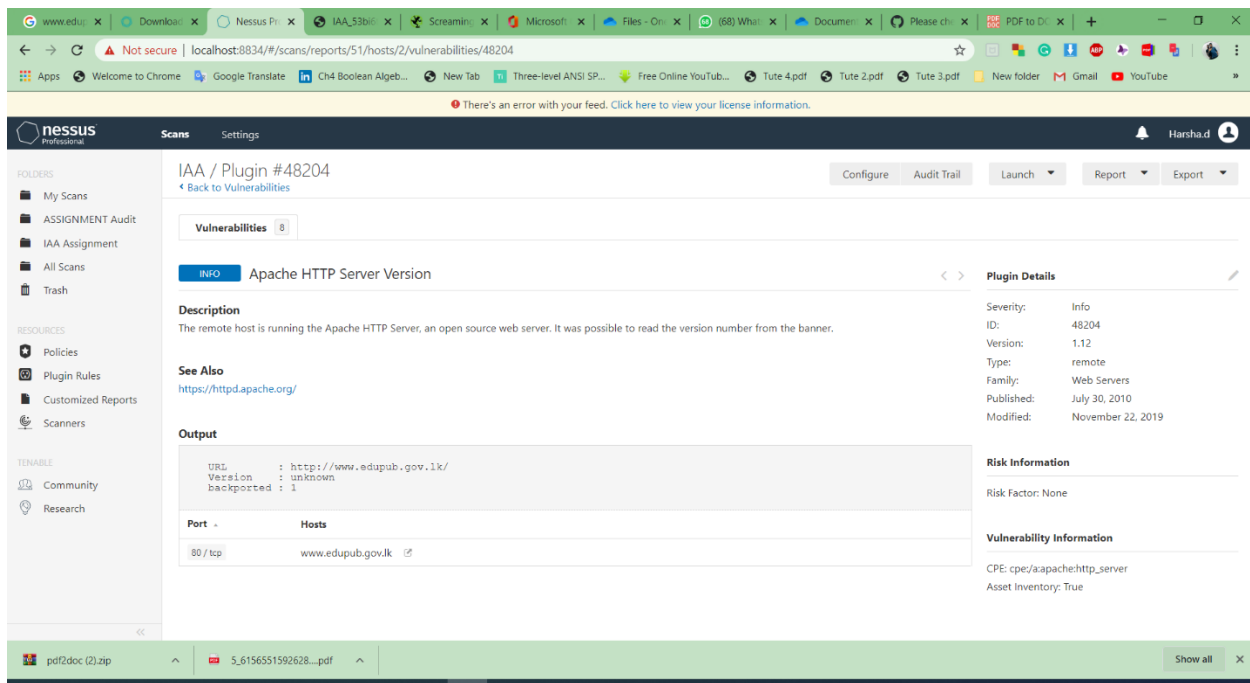 www.edup
Download
Nessus Pr
IAA_53bi6
Screaming
Microsoft
Files - On
(68) What
Document
Please che
PDF to DO
Not secure | localhost:8834/#/scans/reports/51/hosts/2/vulnerabilities/48204
Apps
Welcome to Chrome
Google Translate
Ch4 Boolean Algeb...
New Tab
Three-level ANSI SP...
Free Online YouTub...
Tute 4.pdf
Tute 2.pdf
Tute 3.pdf
New folder
Gmail
YouTube
There's an error with your feed. Click here to view your license information.
nessus
Professional
Scans
Settings
Harsha.d
FOLDERS
My Scans
ASSIGNMENT Audit
IAA Assignment
All Scans
Trash
RESOURCES
Policies
Plugin Rules
Customized Reports
Scanners
TENABLE
Community
Research
IAA / Plugin #48204
Back to Vulnerabilities
Configure
Audit Trail
Launch
Report
Export
Vulnerabilities 8
INFO Apache HTTP Server Version
Description
The remote host is running the Apache HTTP Server, an open source web server. It was possible to read the version number from the banner.
See Also
https://httpd.apache.org/
Output
URL : http://www.edupub.gov.lk/
Version : unknown
backported : 1
Port Hosts
80 / tcp www.edupub.gov.lk
Plugin Details
Severity: Info
ID: 48204
Version: 1.12
Type: remote
Family: Web Servers
Published: July 30, 2010
Modified: November 22, 2019
Risk Information
Risk Factor: None
Vulnerability Information
CPE: cpe:/a:apache:http_server
Asset Inventory: True
pdf2doc (2).zip
5_6156551592628....pdf
Show all